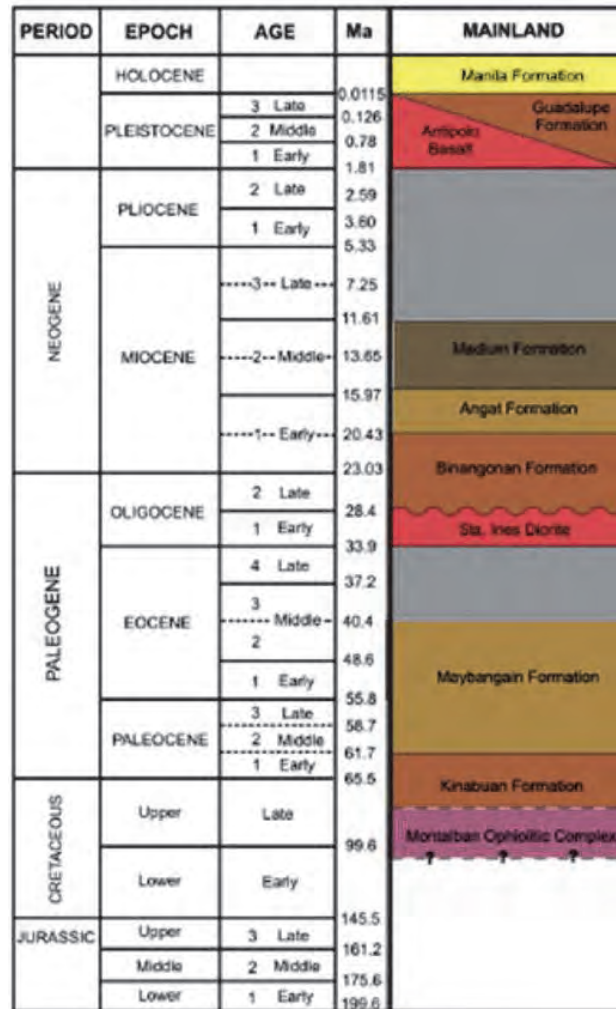 PERIOD EPOCH AGE Ma MAINLAND
HOLOCENE Manila Formation
0.0115
PLEISTOCENE 3 Late Guadalupe Formation
0.126
2 Middle Antipolo Basalt
0.78
1 Early
1.81
NEOGENE
PLIOCENE 2 Late 2.59
3.60
1 Early
5.33
MIOCENE 3 Late 7.25
11.61
2 Middle 13.65 Madlum Formation
15.97
Angat Formation
1 Early 20.43
23.03
Binangonan Formation
PALEOGENE
OLIGOCENE 2 Late
28.4
1 Early Sta. Ines Diorite
33.9
EOCENE 4 Late
37.2
3
Middle 40.4
2
48.6
1 Early Maybangain Formation
55.8
PALEOCENE 3 Late
58.7
2 Middle
61.7
1 Early
65.5
Kinabuan Formation
CRETACEOUS
Upper Late
Montalban Ophiolitic Complex
99.6
? ? ?
Lower Early
145.5
JURASSIC Upper 3 Late
161.2
Middle 2 Middle
175.6
Lower 1 Early
199.6